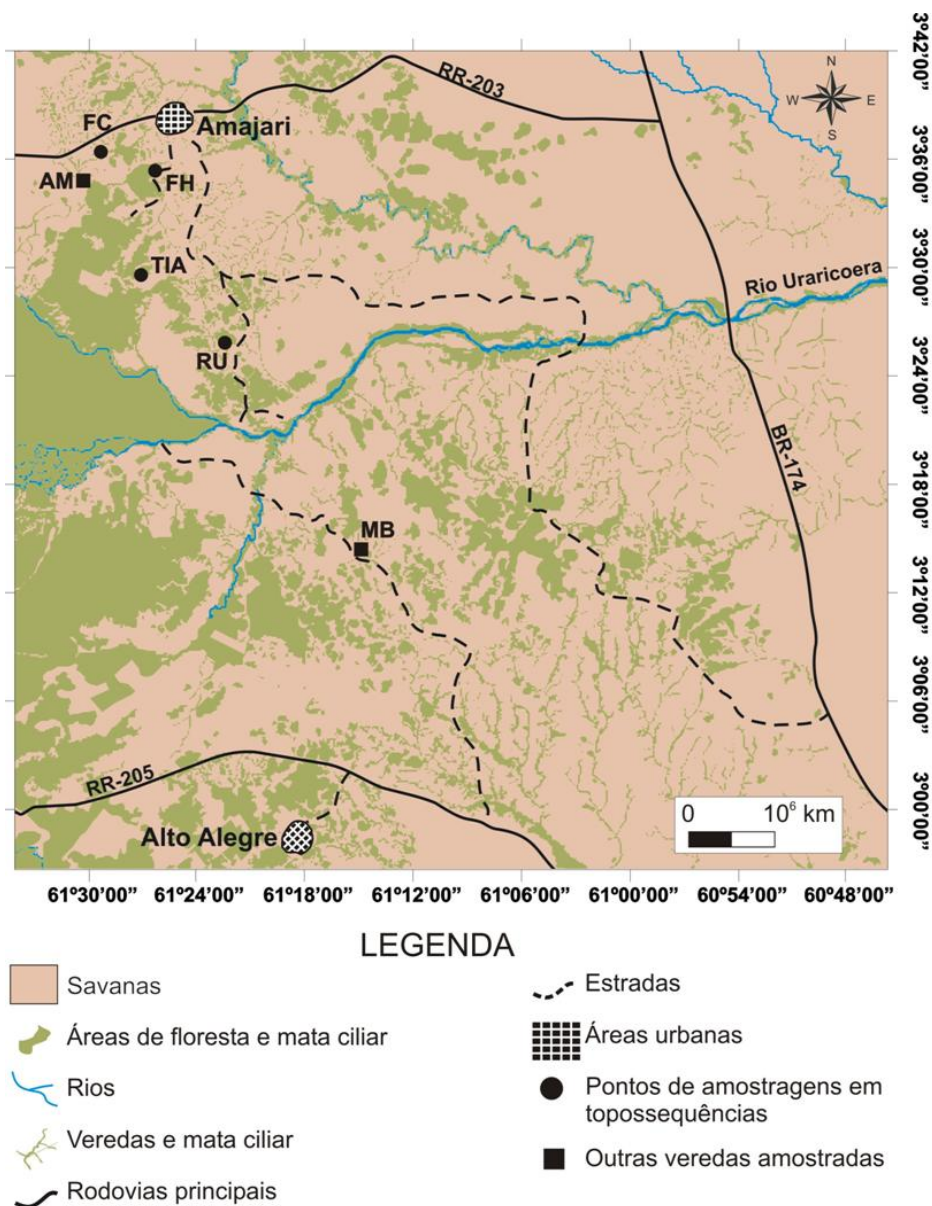 3°42'00”
N
W E
S
RR-203
FC
Amajari
3°36'00”
AM
FH
3°30'00”
TIA
Rio Uraricoera
RU
3°24'00”
BR-174
3°18'00”
MB
3°12'00”
3°06'00”
RR-205
3°00'00”
0 10⁶ km
Alto Alegre
61°30'00” 61°24'00” 61°18'00” 61°12'00” 61°06'00” 61°00'00” 60°54'00” 60°48'00”
LEGENDA
Savanas
Áreas de floresta e mata ciliar
Rios
Veredas e mata ciliar
Rodovias principais
Estradas
Áreas urbanas
Pontos de amostragens em
topossequências
Outras veredas amostradas